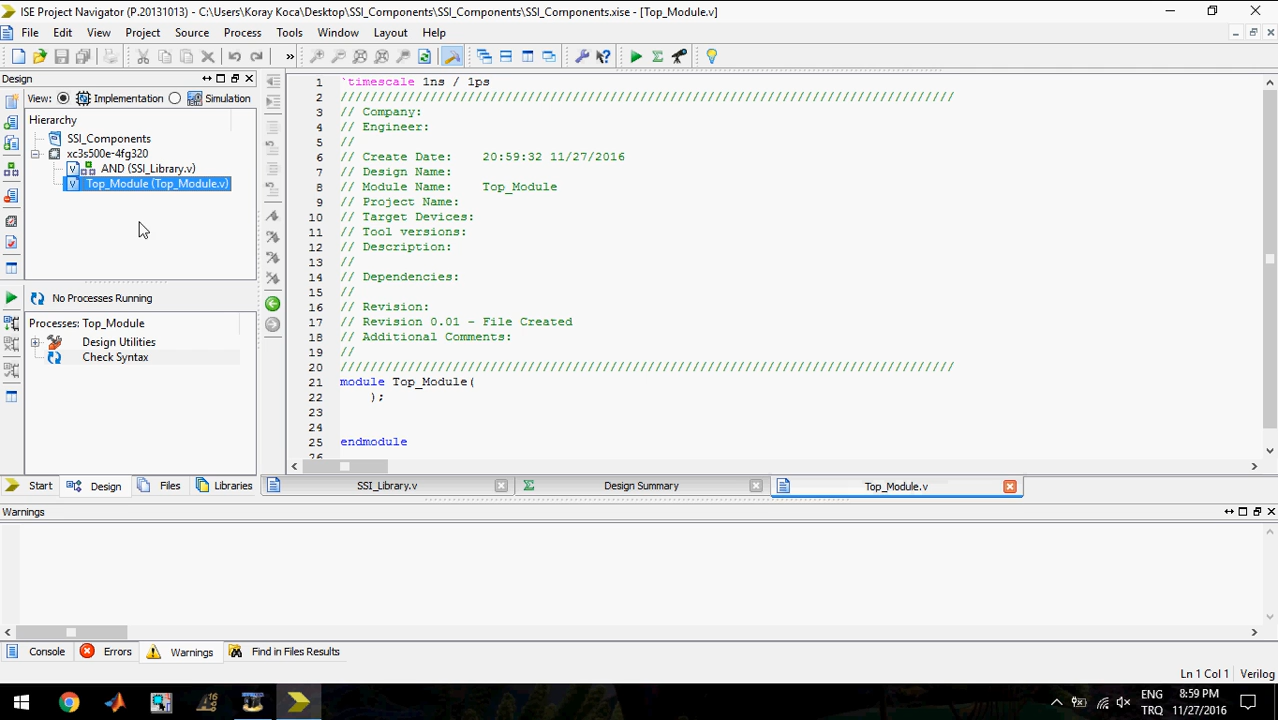 ISE Project Navigator (P.20131013) - C:\Users\Koray Koca\Desktop\SSI_Components\SSI_Components\SSI_Components.xise - [Top_Module.v]
File Edit View Project Source Process Tools Window Layout Help
Design
View: Implementation Simulation
Hierarchy
SSI_Components
xc3s500e-4fg320
AND (SSI_Library.v)
Top_Module (Top_Module.v)
No Processes Running
Processes: Top_Module
Design Utilities
Check Syntax
Start Design Files Libraries
1 `timescale 1ns / 1ps
2 //////////////////////////////////////////////////////////////////////////////////
3 // Company:
4 // Engineer:
5 //
6 // Create Date:    20:59:32 11/27/2016
7 // Design Name:
8 // Module Name:    Top_Module
9 // Project Name:
10 // Target Devices:
11 // Tool versions:
12 // Description:
13 //
14 // Dependencies:
15 //
16 // Revision:
17 // Revision 0.01 - File Created
18 // Additional Comments:
19 //
20 //////////////////////////////////////////////////////////////////////////////////
21 module Top_Module(
22     );
23
24
25 endmodule
26
SSI_Library.v Design Summary Top_Module.v
Warnings
Console Errors Warnings Find in Files Results
Ln 1 Col 1 Verilog
ENG 8:59 PM
TRQ 11/27/2016